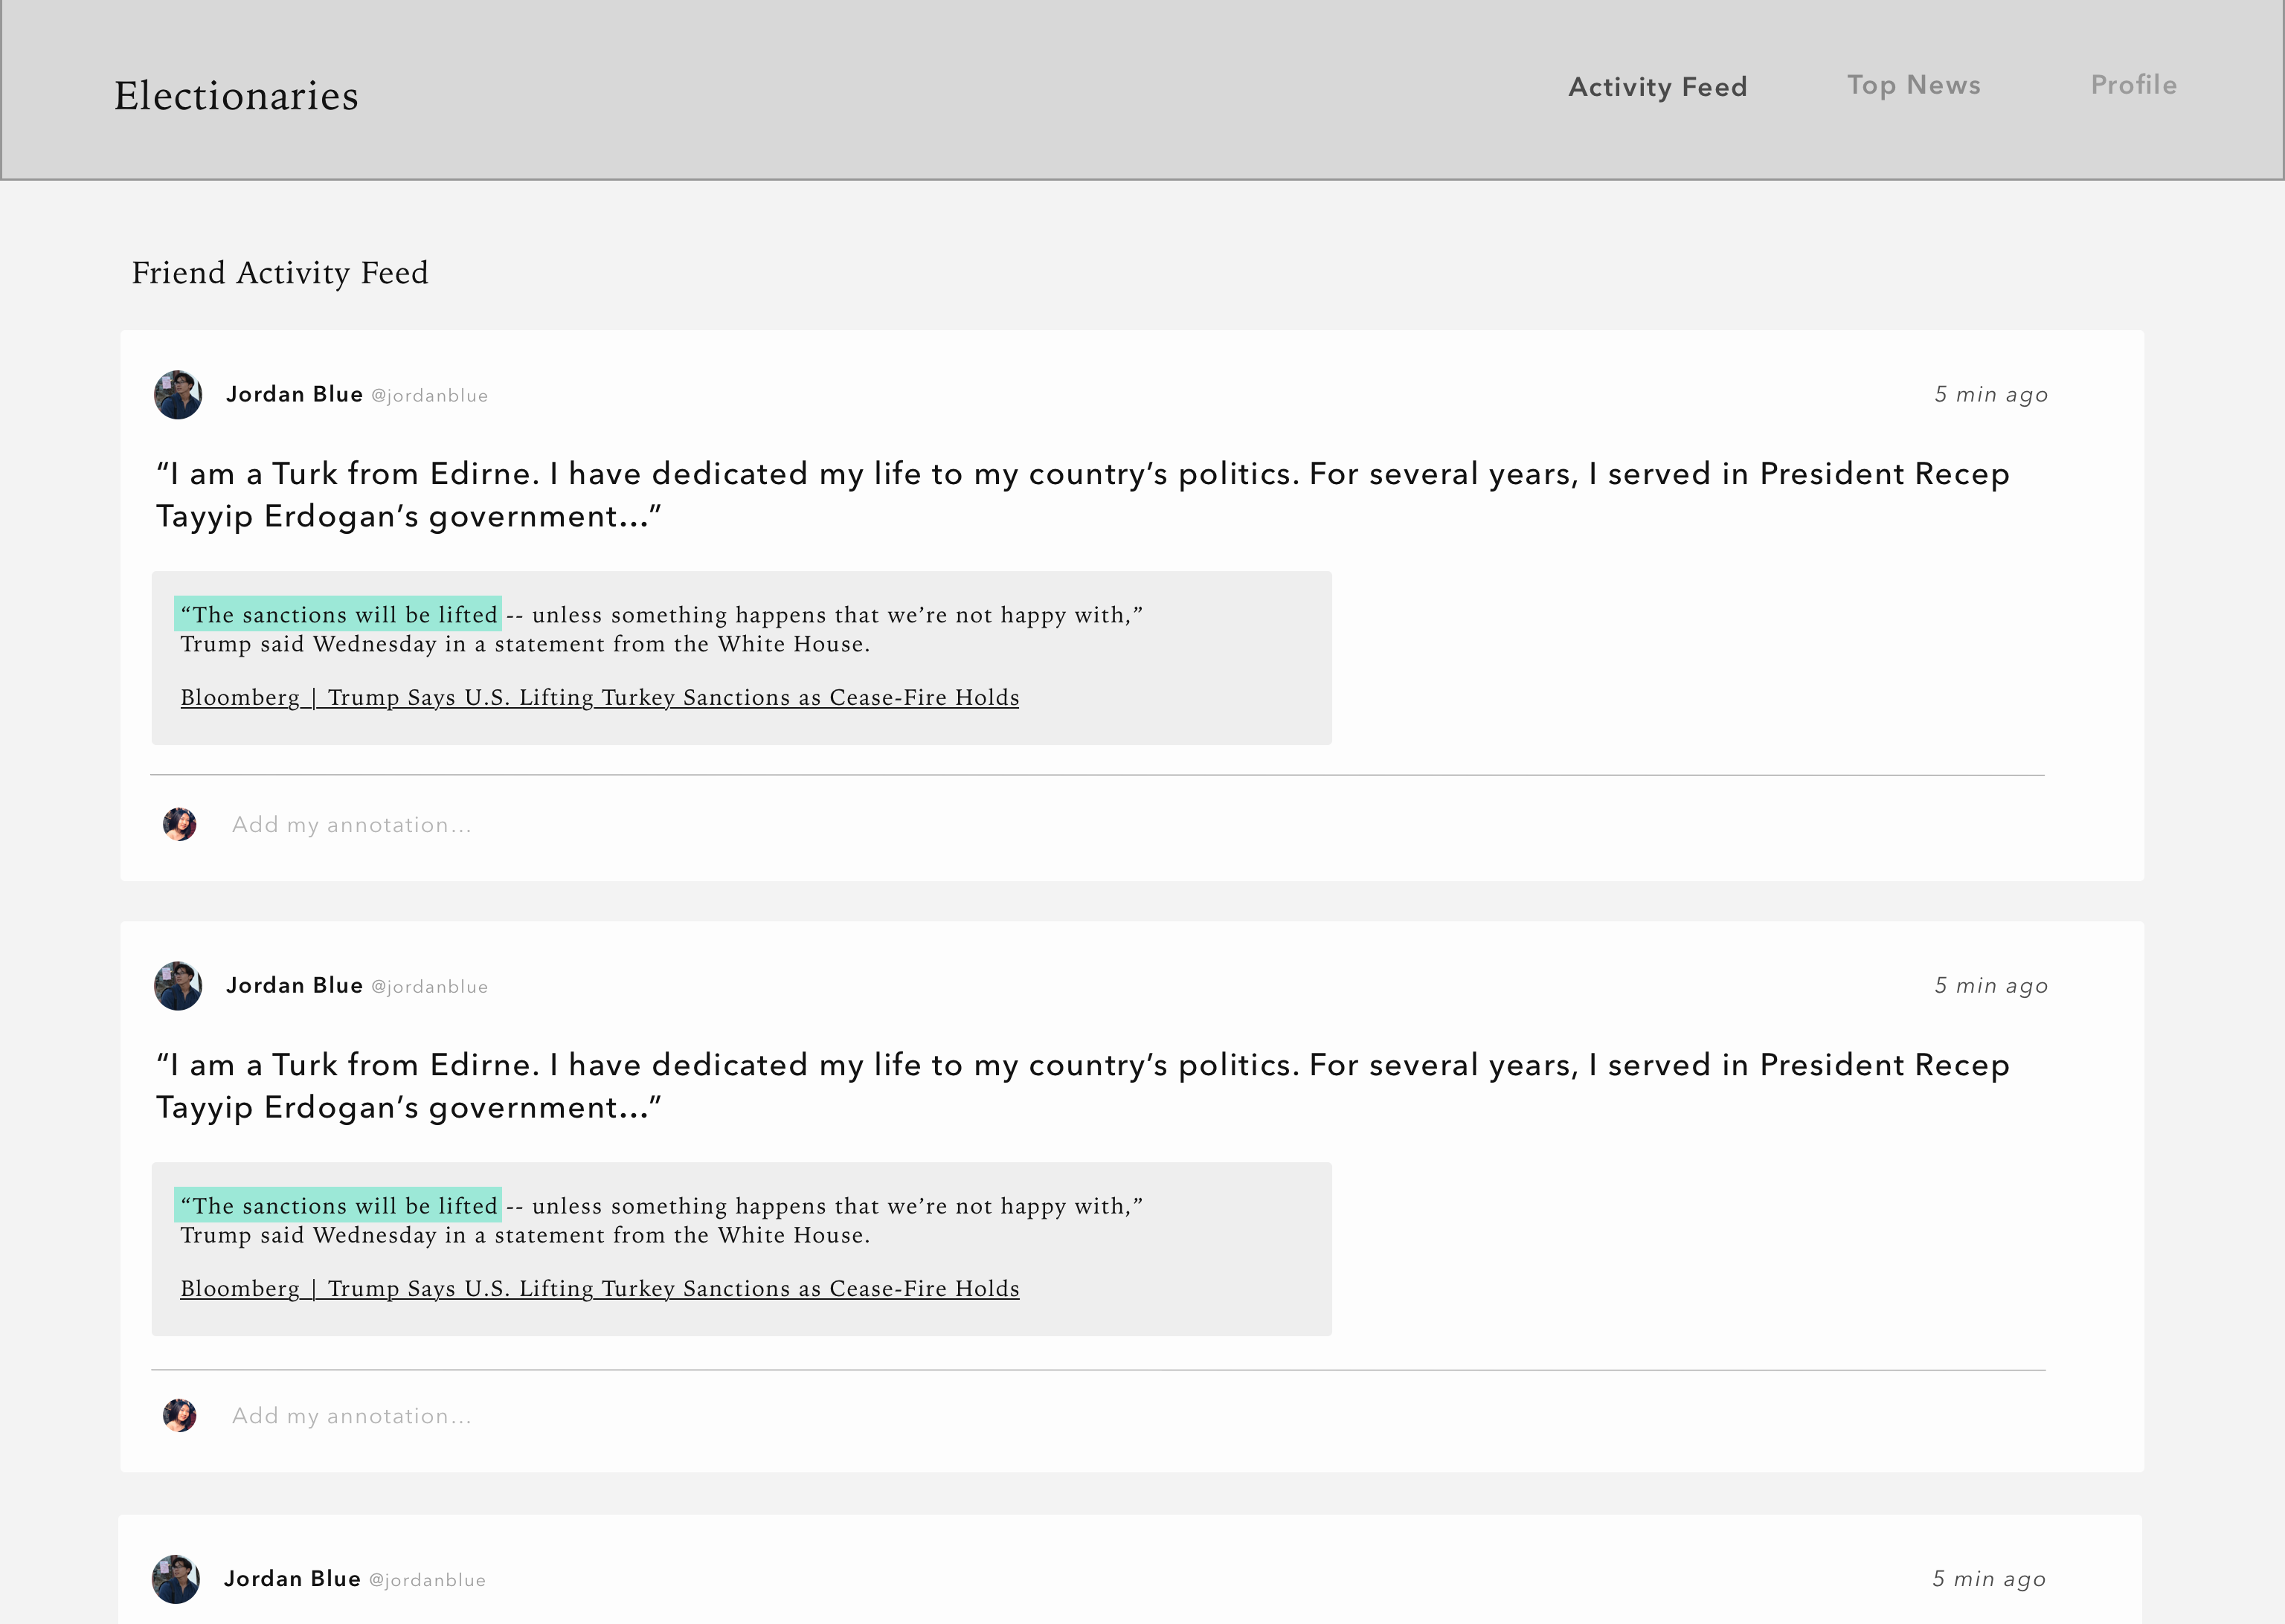 Electionaries
Activity Feed
Top News
Profile
Friend Activity Feed
Jordan Blue @jordanblue
5 min ago
“I am a Turk from Edirne. I have dedicated my life to my country’s politics. For several years, I served in President Recep
Tayyip Erdogan’s government...”
“The sanctions will be lifted -- unless something happens that we’re not happy with,”
Trump said Wednesday in a statement from the White House.
Bloomberg | Trump Says U.S. Lifting Turkey Sanctions as Cease-Fire Holds
Add my annotation...
Jordan Blue @jordanblue
5 min ago
“I am a Turk from Edirne. I have dedicated my life to my country’s politics. For several years, I served in President Recep
Tayyip Erdogan’s government...”
“The sanctions will be lifted -- unless something happens that we’re not happy with,”
Trump said Wednesday in a statement from the White House.
Bloomberg | Trump Says U.S. Lifting Turkey Sanctions as Cease-Fire Holds
Add my annotation...
Jordan Blue @jordanblue
5 min ago